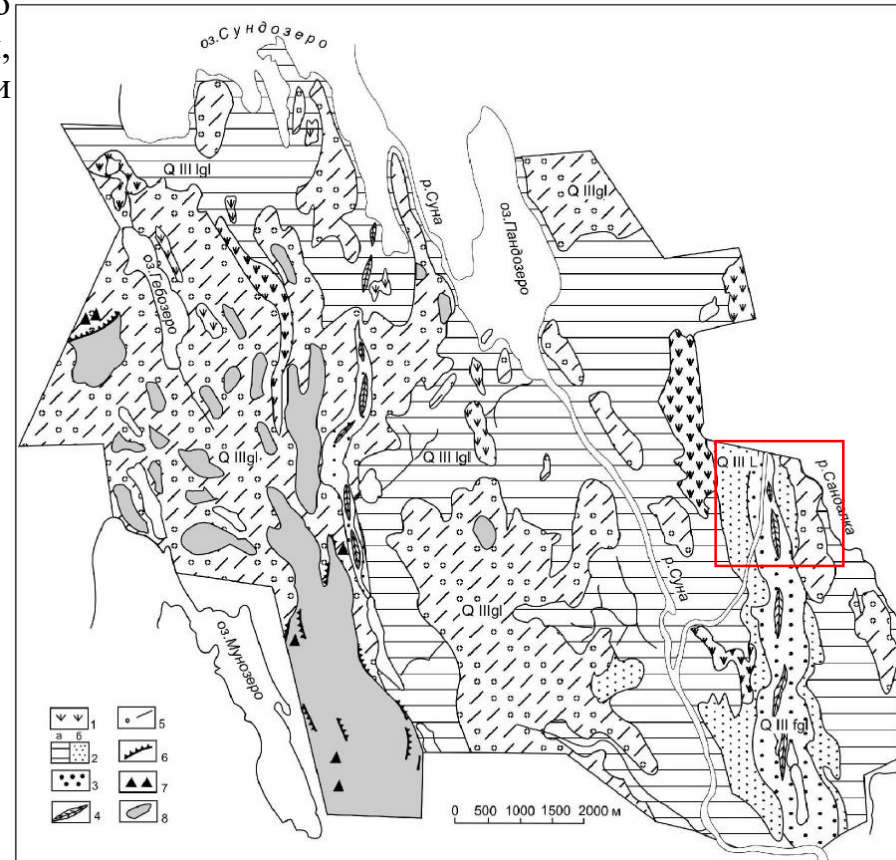 о
,
и
оз.Сундозеро
Q III lgl
р.Суна
оз.Пандозеро
Q IIIgl
оз.Гебозеро
Q IIIgl
Q III lgl
Q III L
р.Сандалка
Q IIIgl
р.Суна
оз.Мунозеро
Q III fgl
1
5
а б
2
6
3
7
4
8
0 500 1000 1500 2000 м